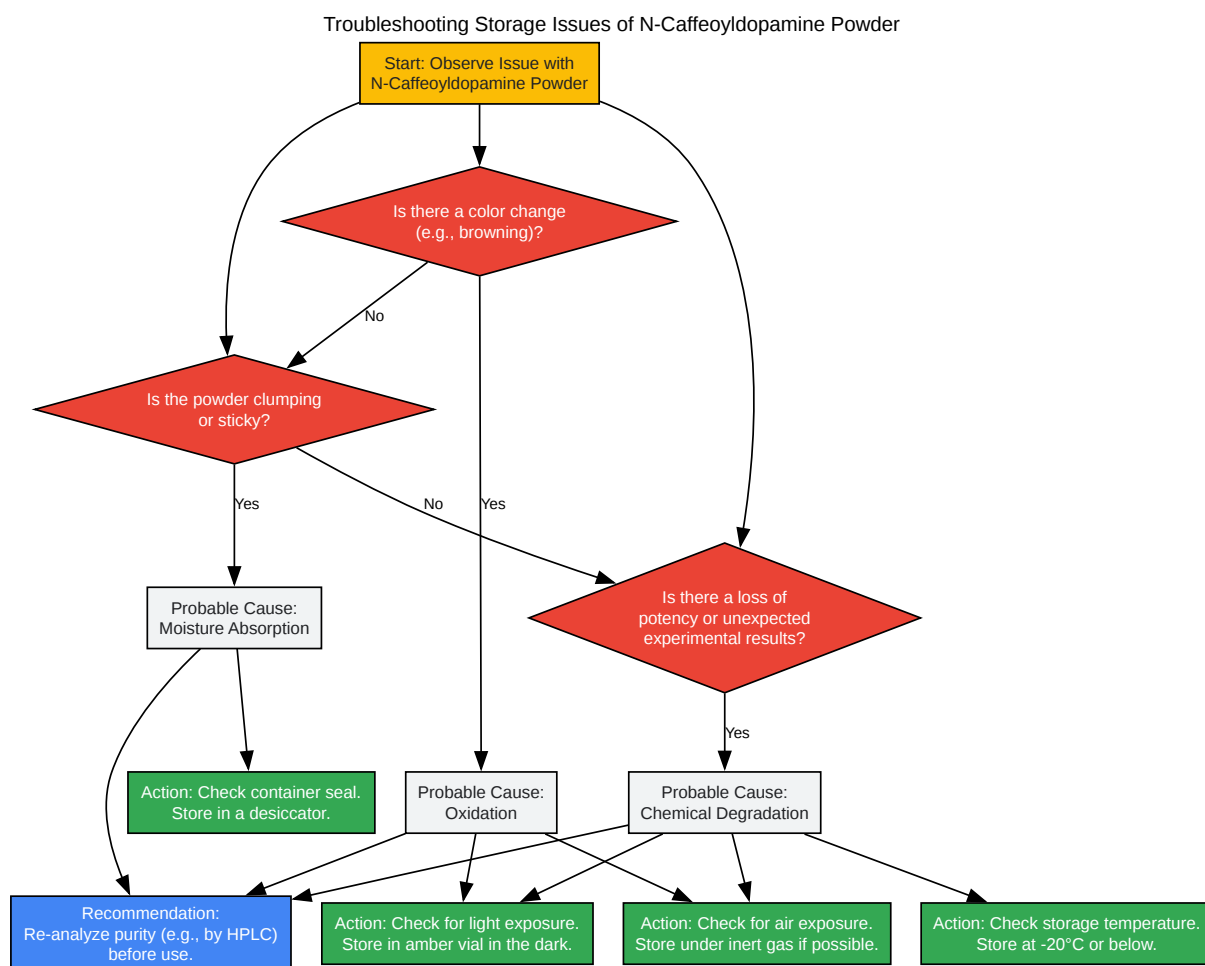 Troubleshooting Storage Issues of N-Caffeoyldopamine Powder
Start: Observe Issue with
N-Caffeoyldopamine Powder
Is there a color change
(e.g., browning)?
No
Is the powder clumping
or sticky?
Yes
No
Yes
Is there a loss of
potency or unexpected
experimental results?
Probable Cause:
Moisture Absorption
Yes
Action: Check container seal.
Store in a desiccator.
Probable Cause:
Oxidation
Probable Cause:
Chemical Degradation
Recommendation:
Re-analyze purity (e.g., by HPLC)
before use.
Action: Check for light exposure.
Store in amber vial in the dark.
Action: Check for air exposure.
Store under inert gas if possible.
Action: Check storage temperature.
Store at -20°C or below.